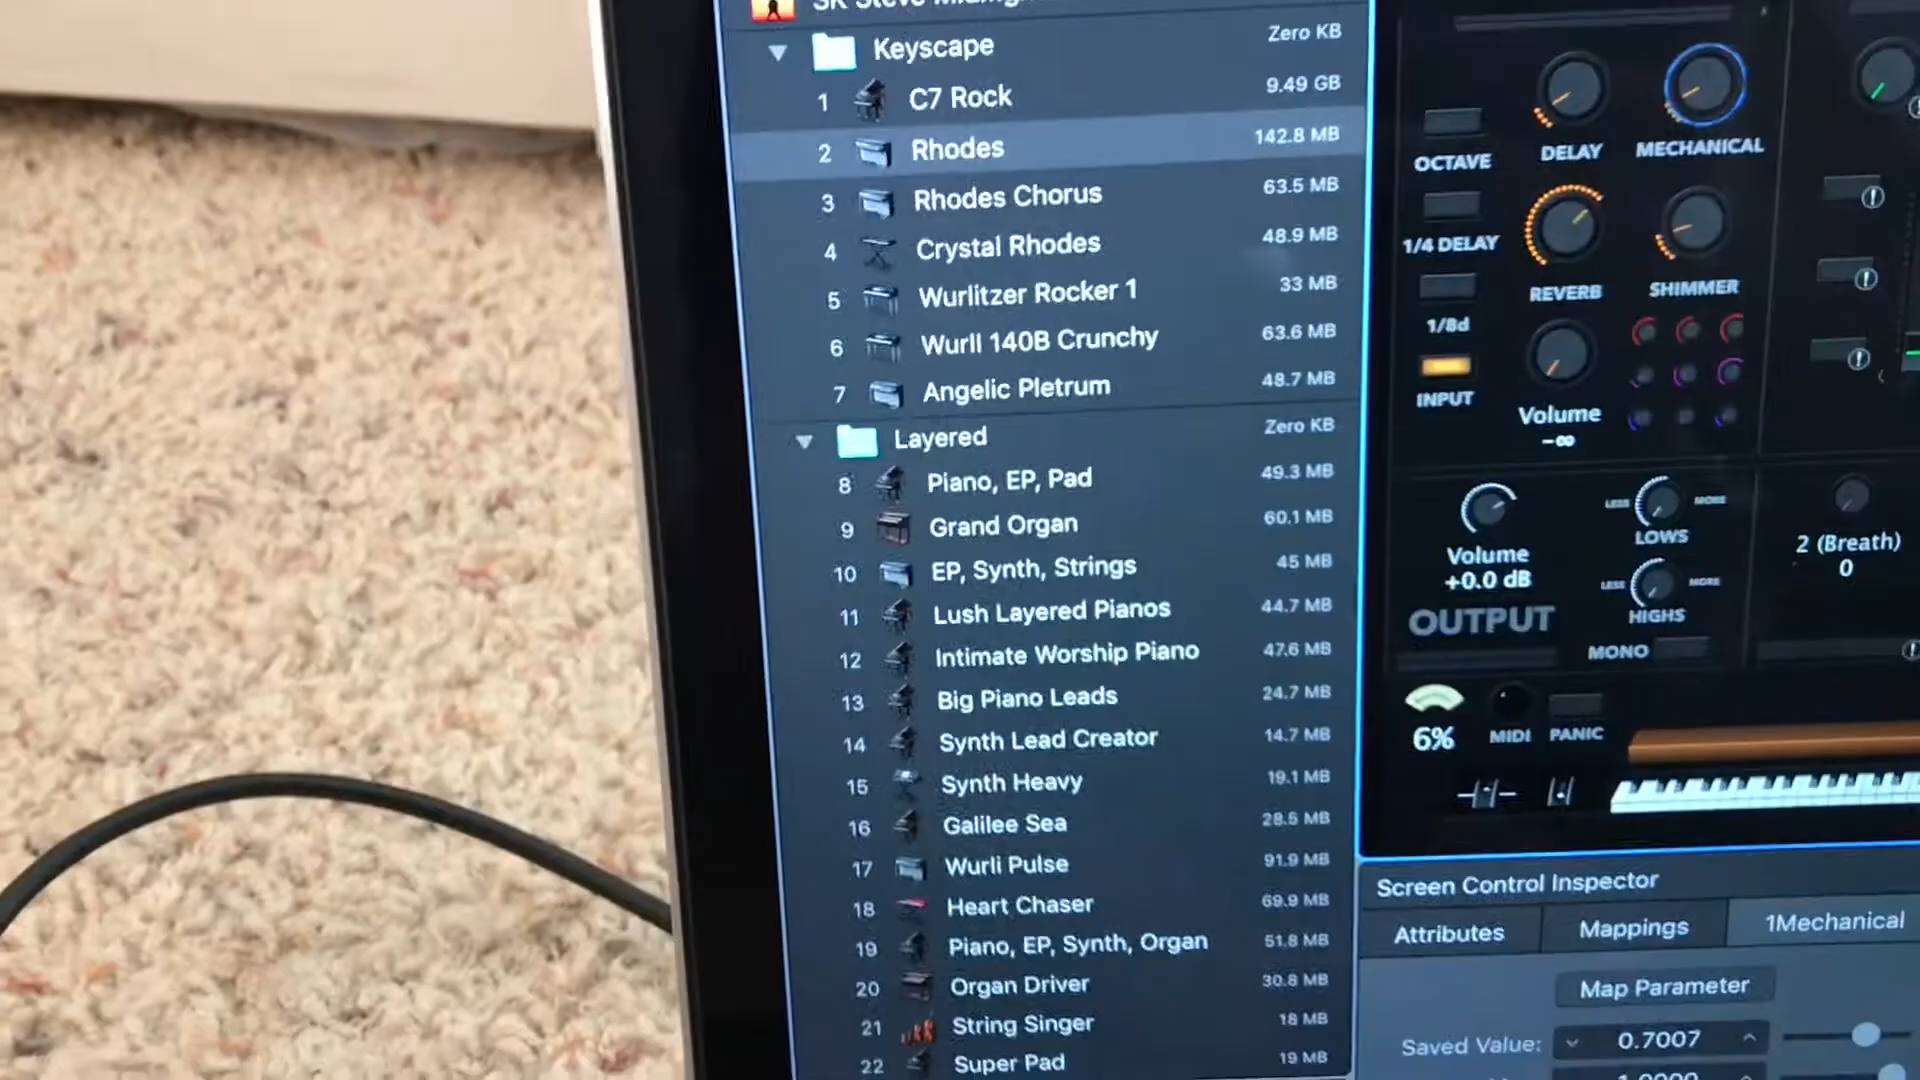 Keyscape Zero KB
1 C7 Rock 9.49 GB
2 Rhodes 142.8 MB
3 Rhodes Chorus 63.5 MB
4 Crystal Rhodes 48.9 MB
5 Wurlitzer Rocker 1 33 MB
6 Wurll 140B Crunchy 63.6 MB
7 Angelic Pletrum 48.7 MB
Layered Zero KB
8 Piano, EP, Pad 49.3 MB
9 Grand Organ 60.1 MB
10 EP, Synth, Strings 45 MB
11 Lush Layered Pianos 44.7 MB
12 Intimate Worship Piano 47.6 MB
13 Big Piano Leads 24.7 MB
14 Synth Lead Creator 14.7 MB
15 Synth Heavy 19.1 MB
16 Galilee Sea 28.5 MB
17 Wurli Pulse 91.9 MB
18 Heart Chaser 69.9 MB
19 Piano, EP, Synth, Organ 51.8 MB
20 Organ Driver 30.8 MB
21 String Singer 18 MB
22 Super Pad 19 MB
OCTAVE DELAY MECHANICAL
1/4 DELAY
REVERB SHIMMER
1/8d
INPUT
Volume
-∞
Volume
+0.0 dB
OUTPUT
LESS MORE
LOWS
LESS MORE
HIGHS
MONO
2 (Breath)
0
6% MIDI PANIC
Screen Control Inspector
Attributes Mappings 1Mechanical
Map Parameter
Saved Value: 0.7007